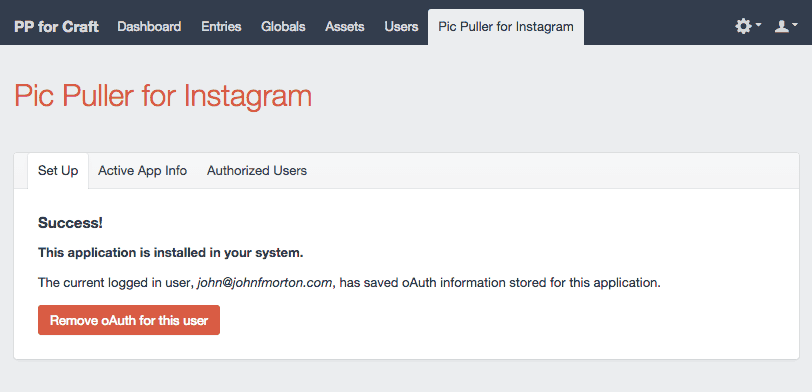 PP for Craft Dashboard Entries Globals Assets Users Pic Puller for Instagram
Pic Puller for Instagram
Set Up Active App Info Authorized Users
Success!
This application is installed in your system.
The current logged in user, john@johnfmorton.com, has saved oAuth information stored for this application.
Remove oAuth for this user